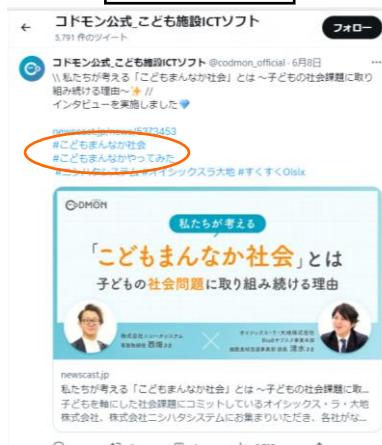 コドモン公式_こども施設ICTソフト
5,791 件のツイート
フォロー
コドモン公式_こども施設ICTソフト @codmon_official · 6月8日
\\ 私たちが考える「こどもまんなか社会」とは ～子どもの社会課題に取り
組み続ける理由～✨ //
インタビューを実施しました💎
newscast.jp/news/5373453
#こどもまんなか社会
#こどもまんなかやってみた
#ニシハタシステム #オイシックスラ大地 #すくすくOisix
CODMON
私たちが考える
「こどもまんなか社会」とは
子どもの社会問題に取り組み続ける理由
株式会社ニシハタシステム
西畑さま
オイシックス・ラ・大地株式会社
清水さま
newscast.jp
私たちが考える「こどもまんなか社会」とは ～子どもの社会課題に取...
子どもを軸にした社会課題にコミットしているオイシックス・ラ・大地
株式会社、株式会社ニシハタシステムにお集まりいただき、各社がな...